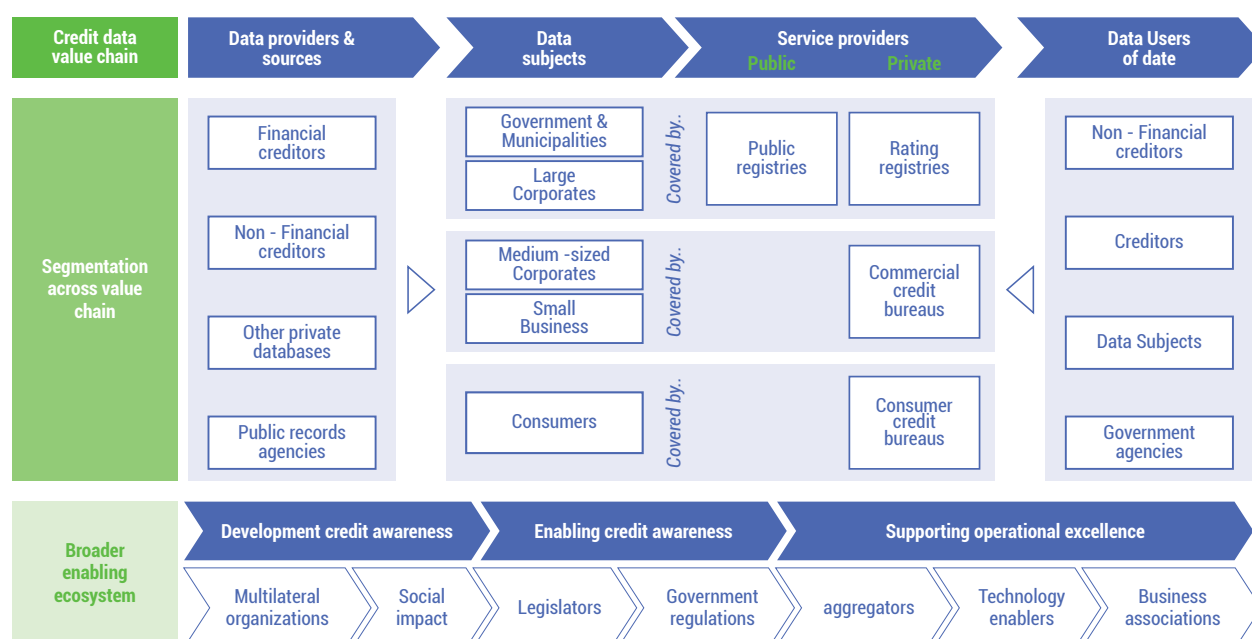 Credit data
value chain
Data providers &
sources
Data
subjects
Service providers
Public
Private
Data Users
of date
Segmentation
across value
chain
Financial
creditors
Non - Financial
creditors
Other private
databases
Public records
agencies
Government &
Municipalities
Large
Corporates
Covered by..
Public
registries
Rating
registries
Medium -sized
Corporates
Small
Business
Covered by..
Commercial
credit
bureaus
Consumers
Covered by..
Consumer
credit
bureaus
Non - Financial
creditors
Creditors
Data Subjects
Government
agencies
Broader
enabling
ecosystem
Development credit awareness
Enabling credit awareness
Supporting operational excellence
Multilateral
organizations
Social
impact
Legislators
Government
regulations
aggregators
Technology
enablers
Business
associations